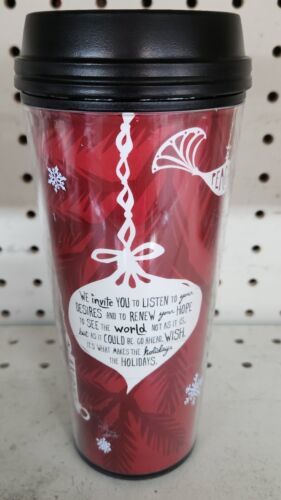 WE invite YOU TO LISTEN TO your
DESIRES AND TO RENEW your HOPE
TO SEE THE world NOT AS IT IS,
but AS IT COULD BE. GO AHEAD. WISH.
IT'S WHAT MAKES THE holidays
THE HOLIDAYS.